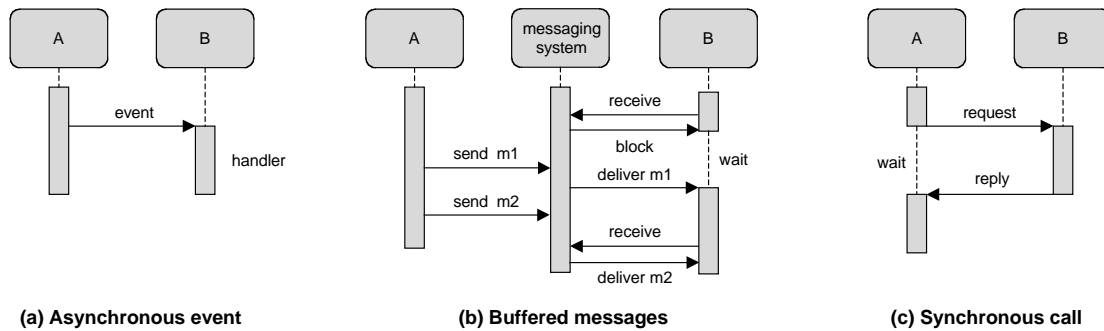 A
B
event
handler
(a) Asynchronous event
A
messaging
system
B
receive
block
send m1
wait
deliver m1
send m2
receive
deliver m2
(b) Buffered messages
A
B
request
wait
reply
(c) Synchronous call